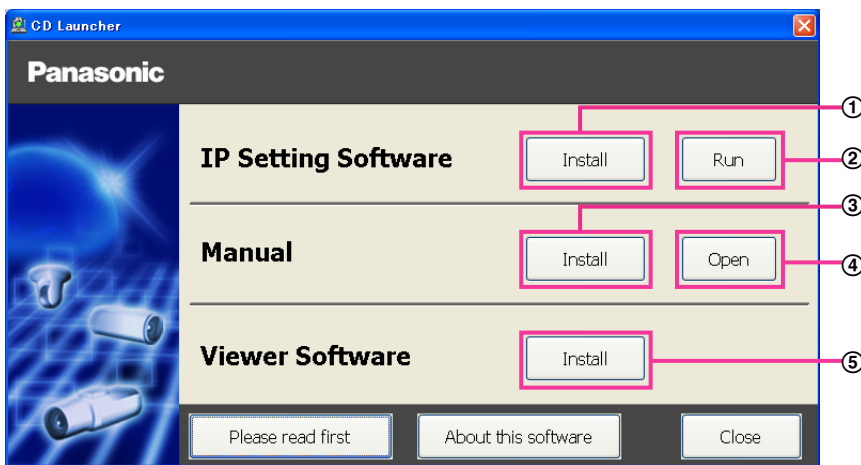 CD Launcher
Panasonic
①
IP Setting Software Install Run ②
③
Manual Install Open ④
Viewer Software Install ⑤
Please read first About this software Close